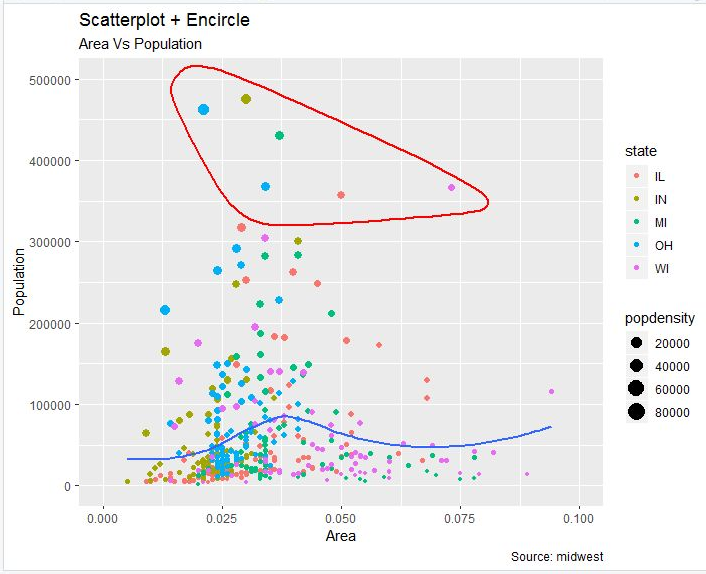 Scatterplot + Encircle
Area Vs Population
500000
400000
300000
200000
100000
0
Population
0.000 0.025 0.050 0.075 0.100
Area
Source: midwest
state
IL
IN
MI
OH
WI
popdensity
20000
40000
60000
80000